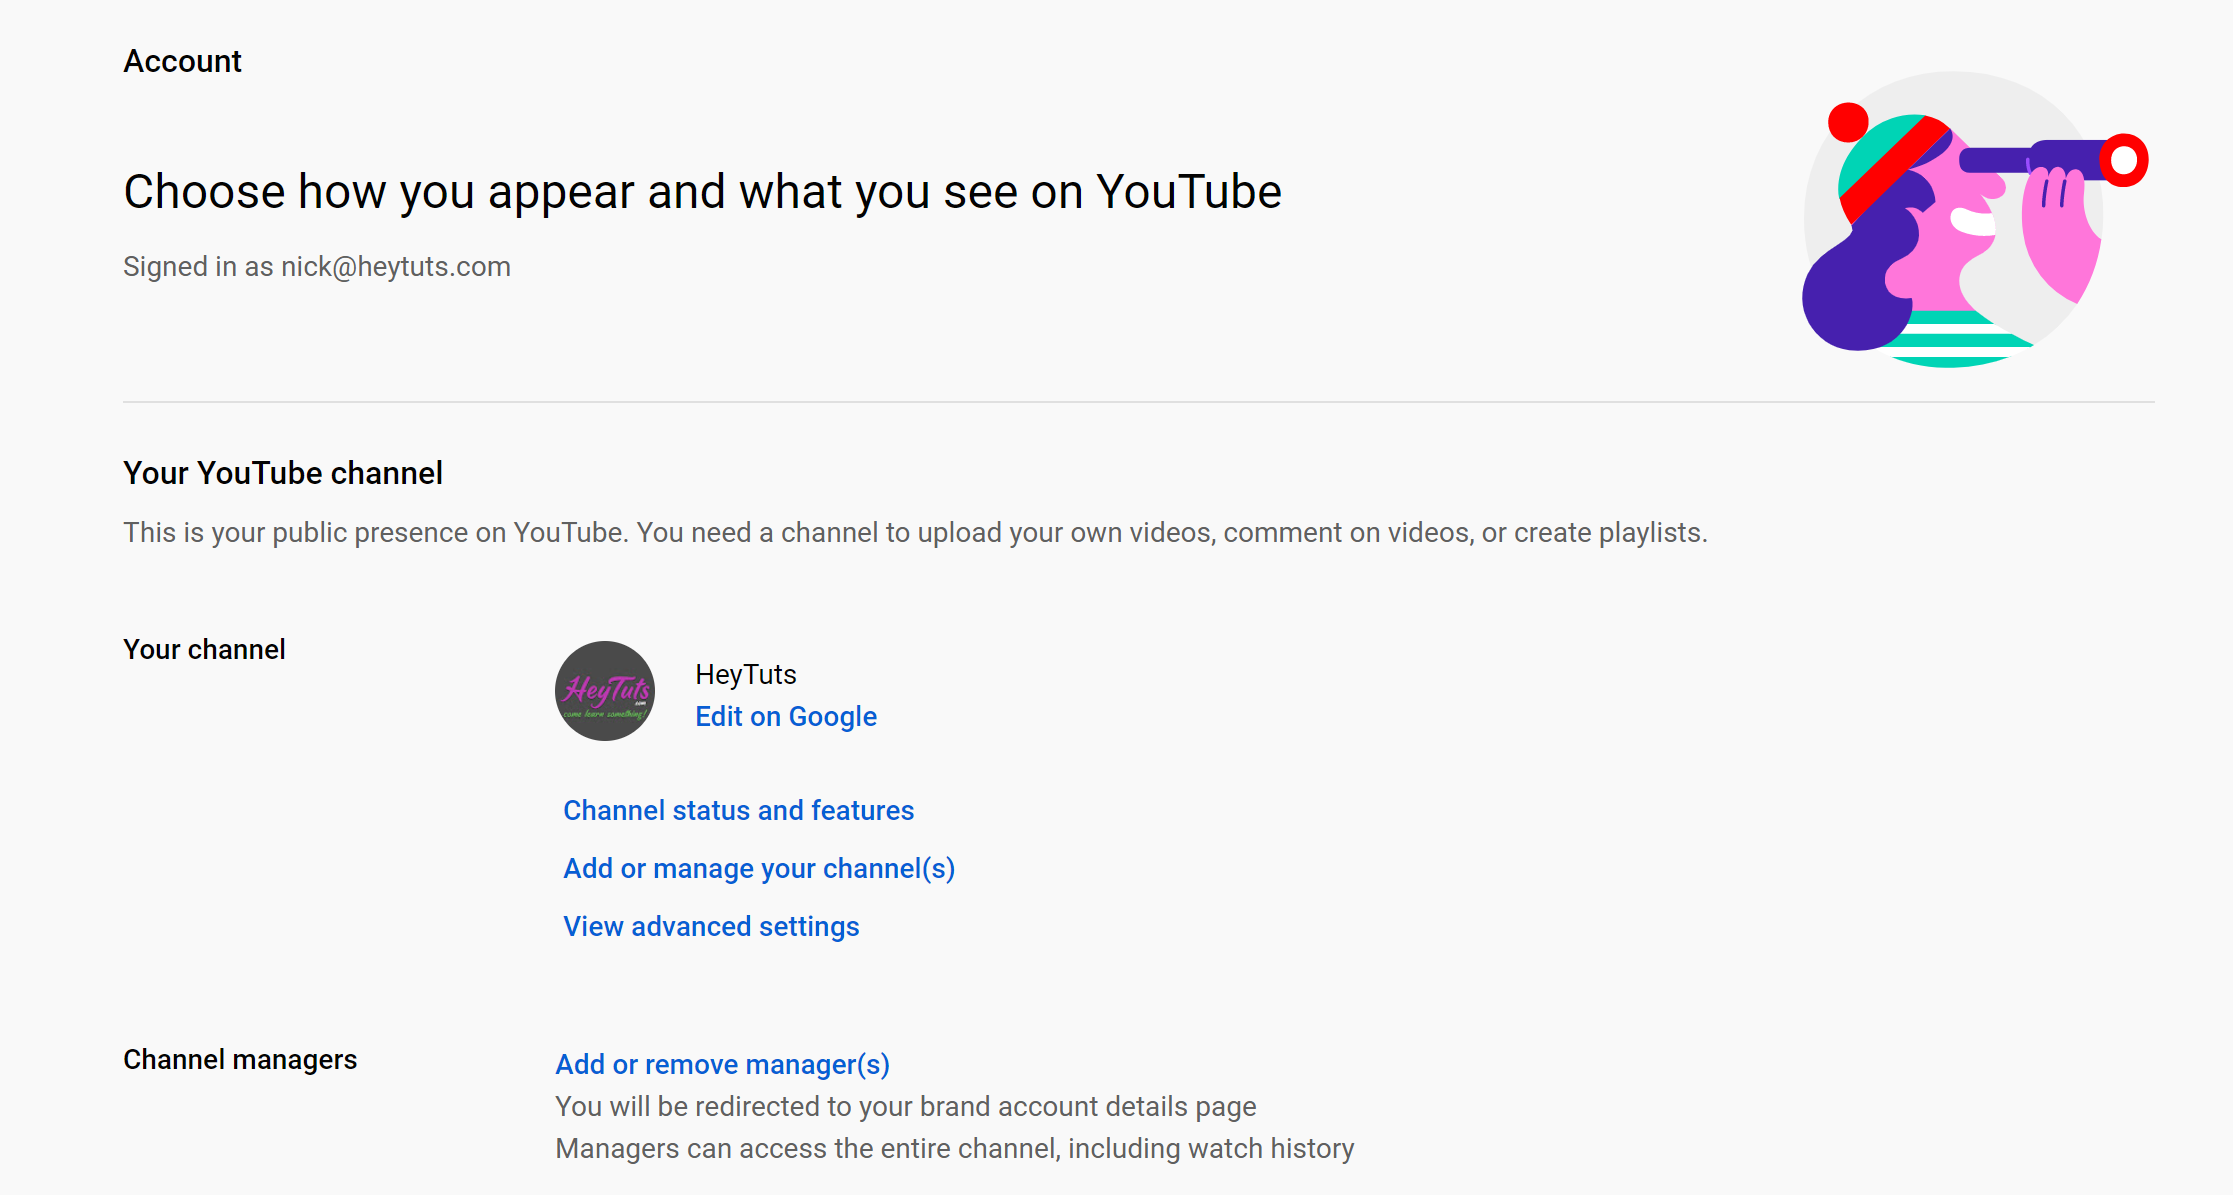 Account
Choose how you appear and what you see on YouTube
Signed in as nick@heytuts.com
Your YouTube channel
This is your public presence on YouTube. You need a channel to upload your own videos, comment on videos, or create playlists.
Your channel
HeyTuts
.com
come learn something!
HeyTuts
Edit on Google
Channel status and features
Add or manage your channel(s)
View advanced settings
Channel managers
Add or remove manager(s)
You will be redirected to your brand account details page
Managers can access the entire channel, including watch history